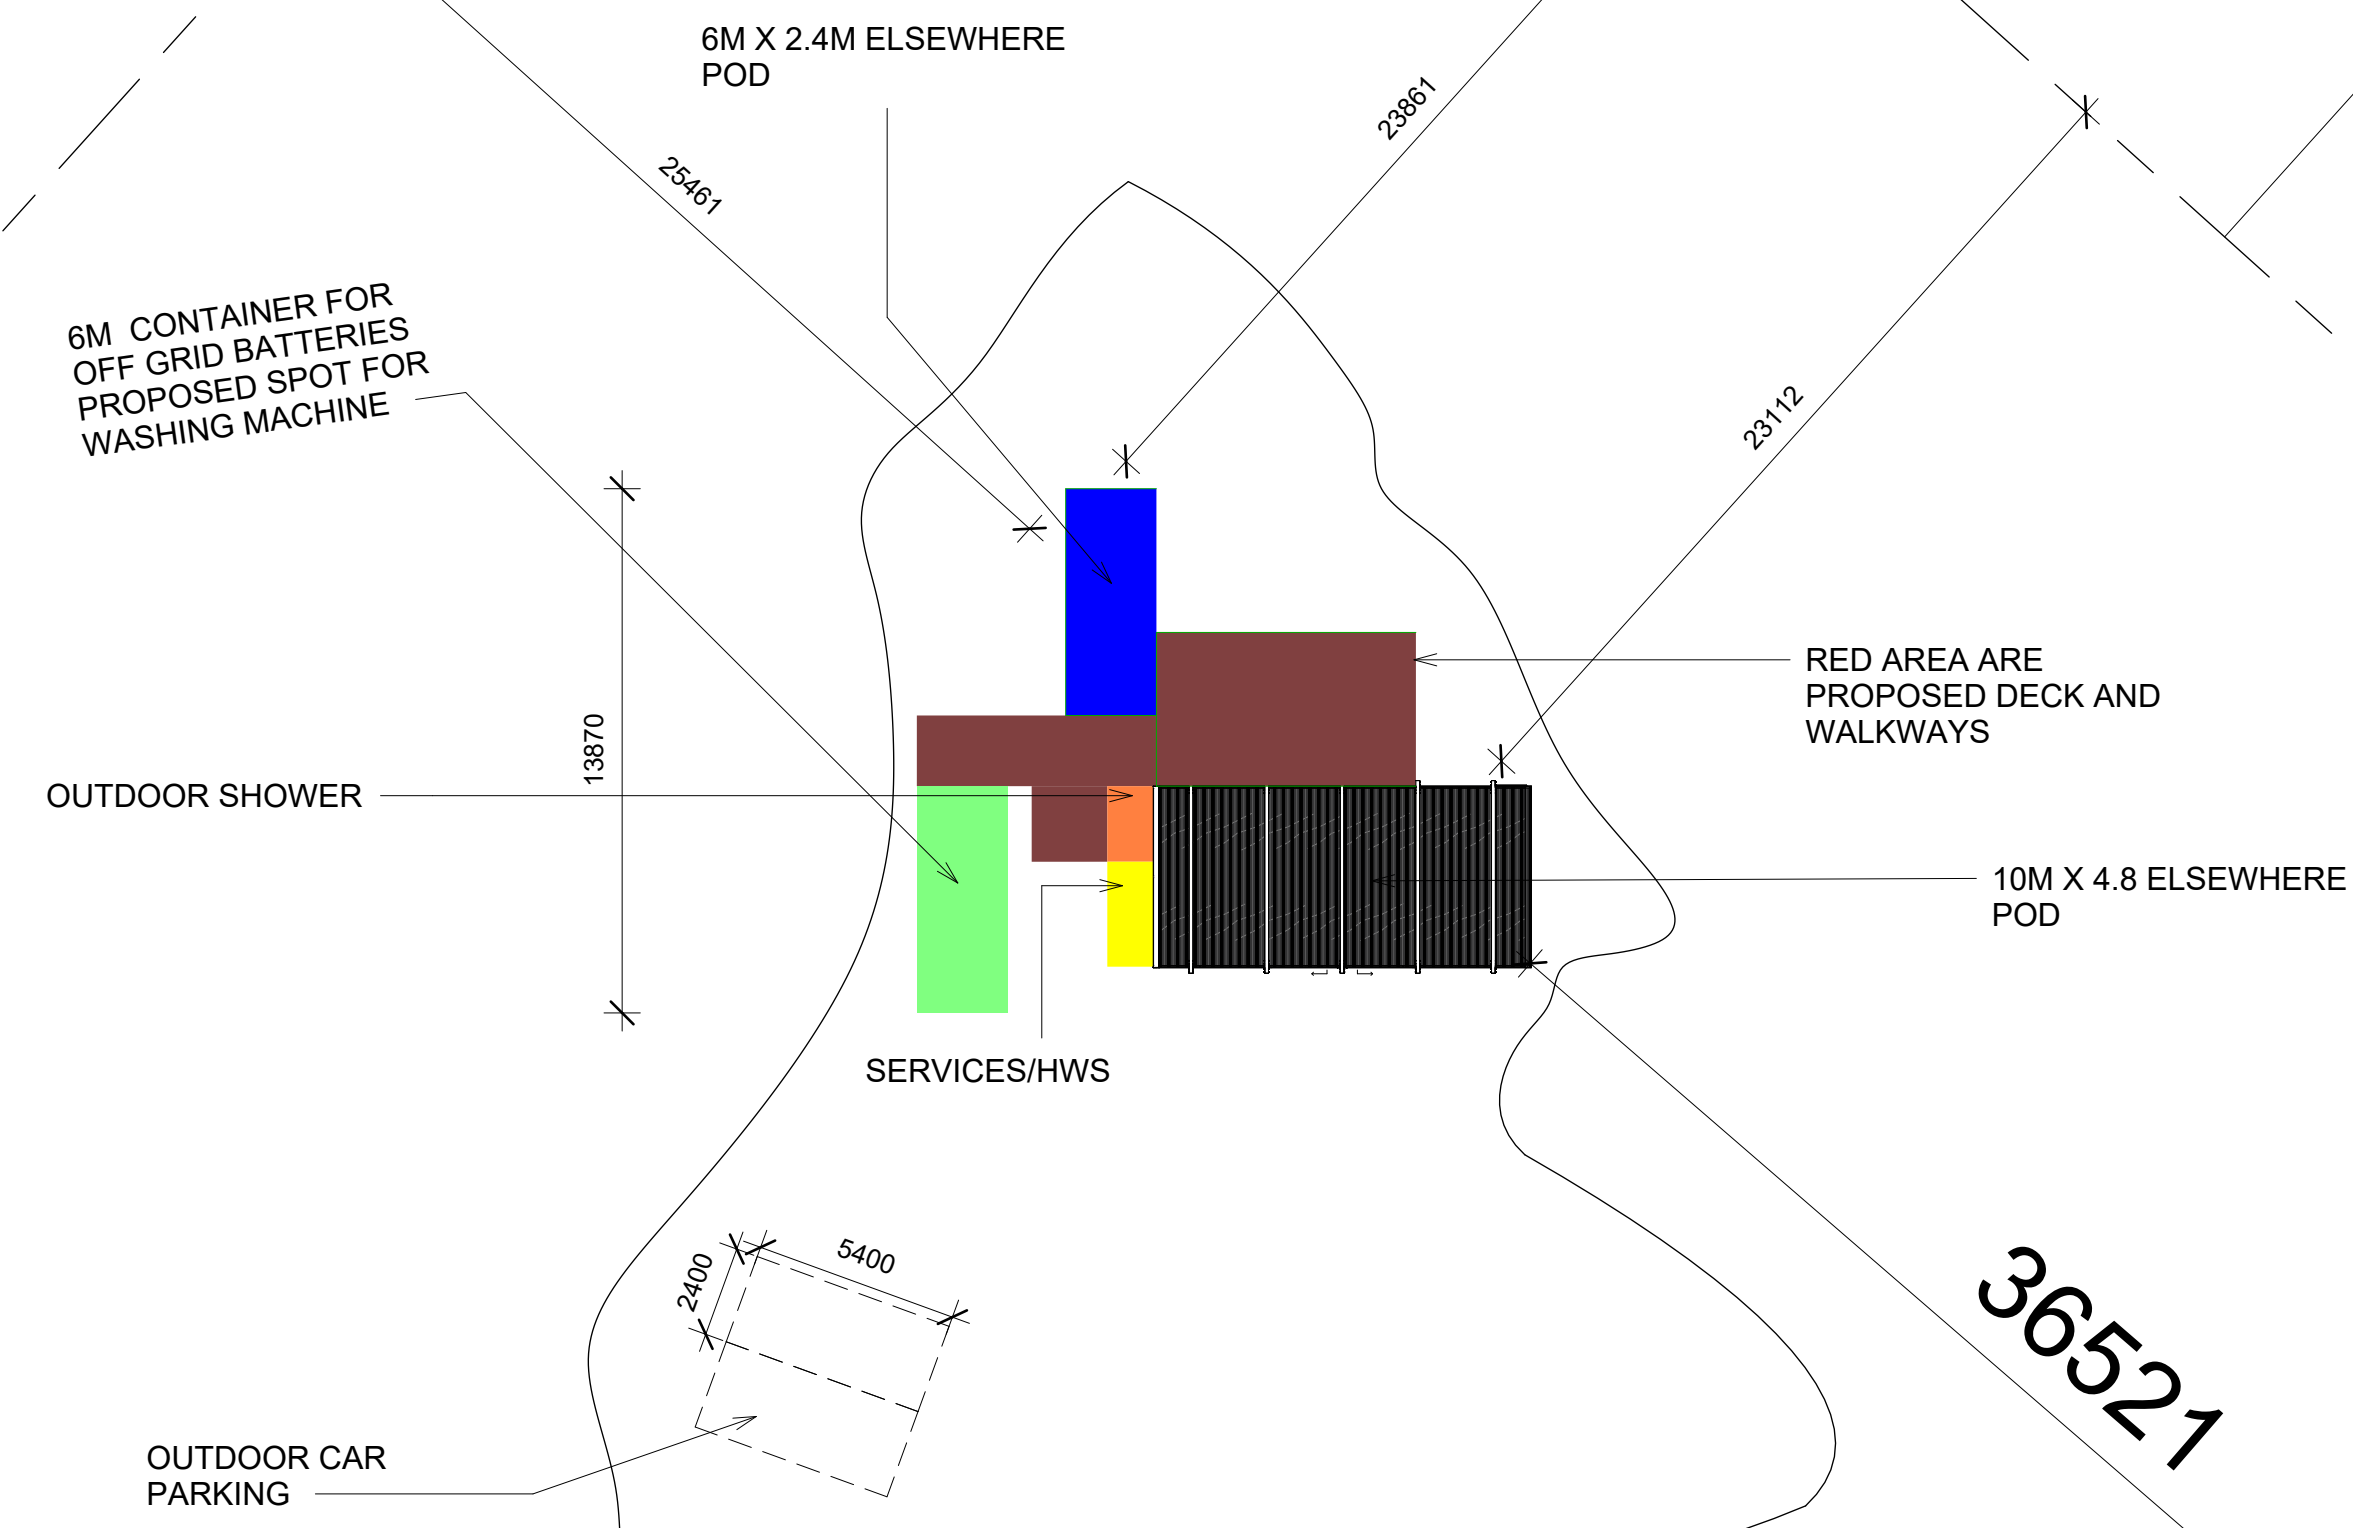 6M X 2.4M ELSEWHERE
POD
23861
25461
6M  CONTAINER FOR
OFF GRID BATTERIES
PROPOSED SPOT FOR
WASHING MACHINE
23112
RED AREA ARE
PROPOSED DECK AND
WALKWAYS
13870
OUTDOOR SHOWER
10M X 4.8 ELSEWHERE
POD
SERVICES/HWS
5400
2400
36521
OUTDOOR CAR
PARKING